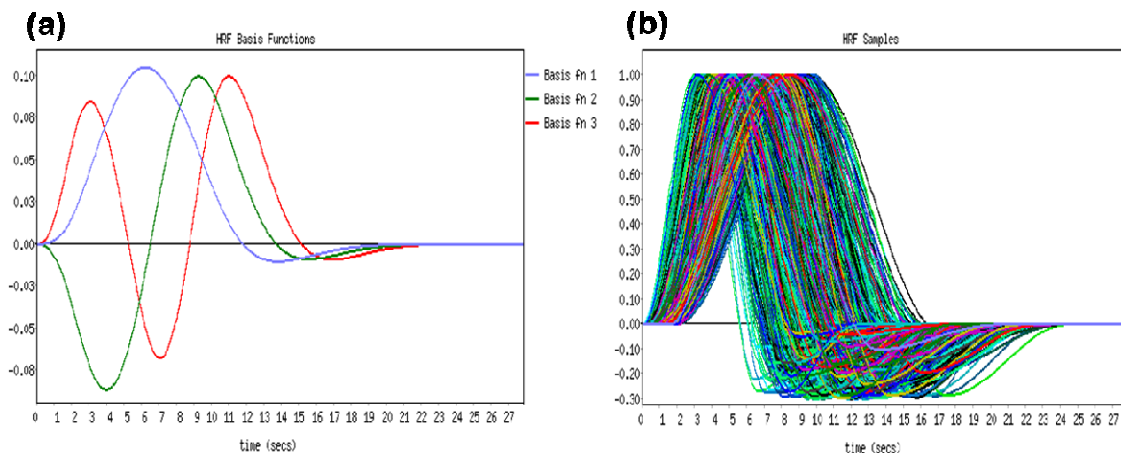 (a)
HRF Basis Functions
0.10
0.08
0.05
0.03
0.00
-0.03
-0.05
-0.08
0 1 2 3 4 5 6 7 8 9 10 11 12 13 14 15 16 17 18 19 20 21 22 23 24 25 26 27
time (secs)
Basis fn 1
Basis fn 2
Basis fn 3
(b)
HRF Samples
1.00
0.90
0.80
0.70
0.60
0.50
0.40
0.30
0.20
0.10
0.00
-0.10
-0.20
-0.30
0 1 2 3 4 5 6 7 8 9 10 11 12 13 14 15 16 17 18 19 20 21 22 23 24 25 26 27
time (secs)